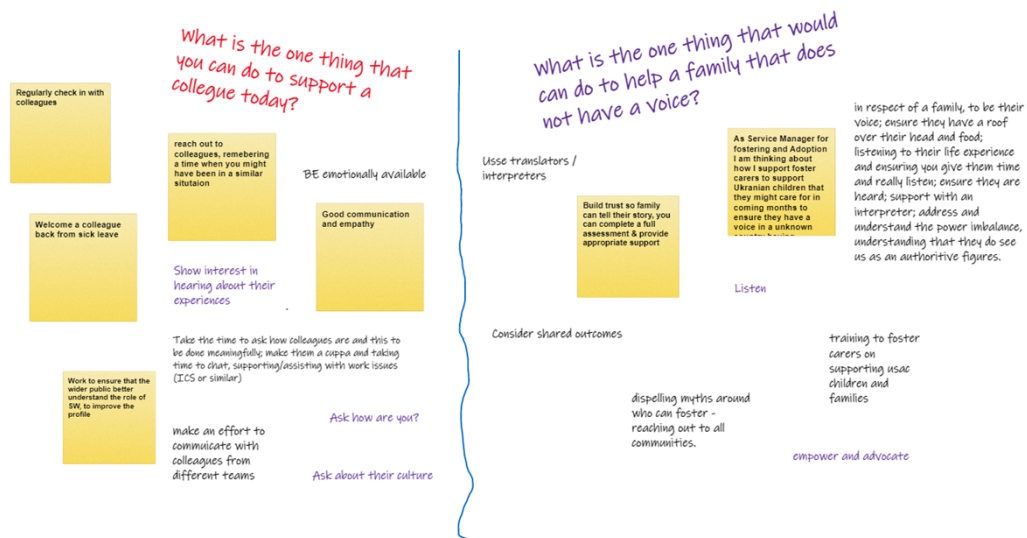 What is the one thing that
you can do to support a
collegue today?
Regularly check in with
colleagues
reach out to
colleagues, remebering
a time when you might
have been in a similar
situtaion
BE emotionally available
Welcome a colleague
back from sick leave
Good communication
and empathy
Show interest in
hearing about their
experiences
Take the time to ask how colleagues are and this to
be done meaningfully; make them a cuppa and taking
time to chat, supporting/assisting with work issues
(ICS or similar)
Work to ensure that the
wider public better
understand the role of
SW, to improve the
profile
Ask how are you?
make an effort to
commuicate with
colleagues from
different teams
Ask about their culture
What is the one thing that would
can do to help a family that does
not have a voice?
Usse translators /
interpreters
As Service Manager for
fostering and Adoption
I am thinking about
how I support foster
carers to support
Ukranian children that
they might care for in
coming months to
ensure they have a
voice in a unknown
in respect of a family, to be their
voice; ensure they have a roof
over their head and food;
listening to their life experience
and ensuring you give them time
and really listen; ensure they are
heard; support with an
interpreter; address and
understand the power imbalance,
understanding that they do see
us as an authoritive figures.
Build trust so family
can tell their story, you
can complete a full
assessment & provide
appropriate support
Listen
Consider shared outcomes
training to foster
carers on
supporting usac
children and
families
dispelling myths around
who can foster -
reaching out to all
communities.
empower and advocate